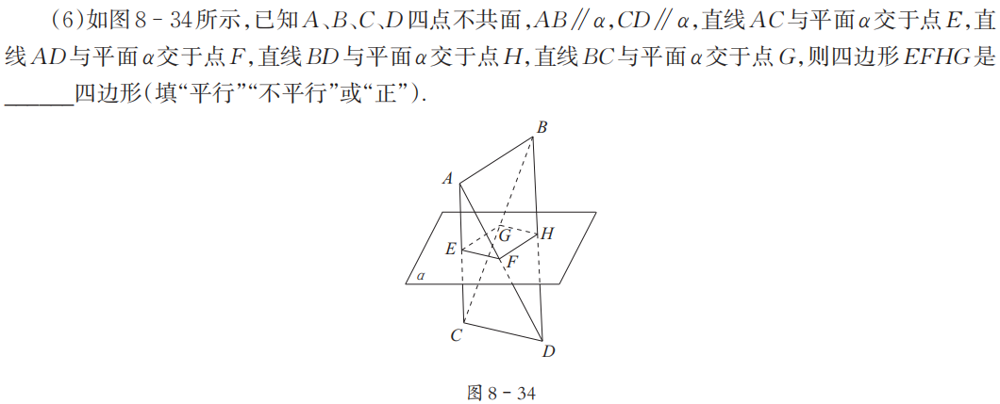 (6)如图8-34所示,已知A、B、C、D四点不共面,AB∥α,CD∥α,直线AC与平面α交于点E,直
线AD与平面α交于点F,直线BD与平面α交于点H,直线BC与平面α交于点G,则四边形EFHG是
______四边形(填“平行”“不平行”或“正”).
B
A
G
H
E
F
α
C
D
图8-34